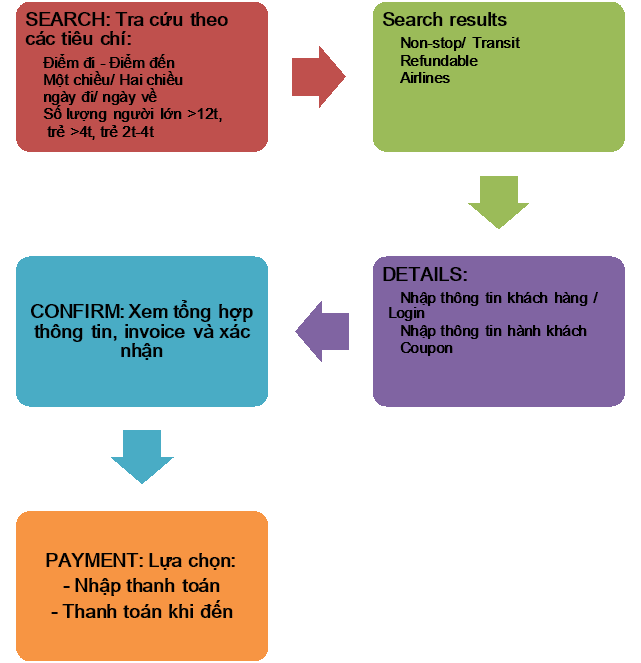 SEARCH: Tra cứu theo
các tiêu chí:
Điểm đi - Điểm đến
Một chiều/ Hai chiều
ngày đi/ ngày về
Số lượng người lớn >12t,
trẻ >4t, trẻ 2t-4t
Search results
Non-stop/ Transit
Refundable
Airlines
DETAILS:
Nhập thông tin khách hàng /
Login
Nhập thông tin hành khách
Coupon
CONFIRM: Xem tổng hợp
thông tin, invoice và xác
nhận
PAYMENT: Lựa chọn:
- Nhập thanh toán
- Thanh toán khi đến